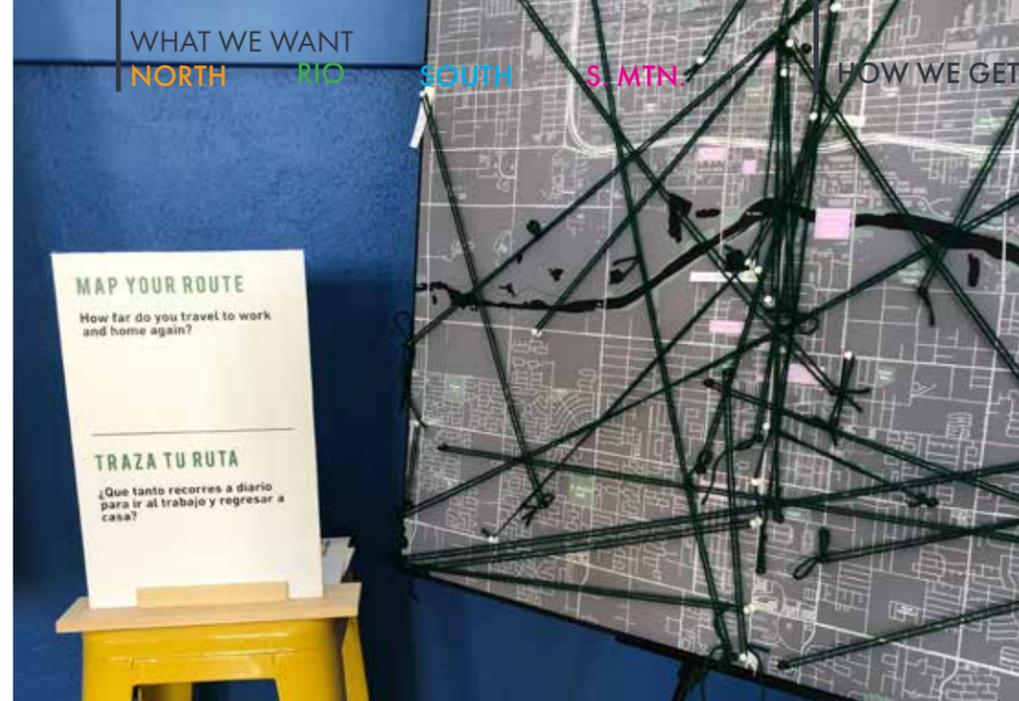 WHAT WE WANT
NORTH RIO SOUTH S. MTN.
HOW WE GET
MAP YOUR ROUTE
How far do you travel to work
and home again?
TRAZA TU RUTA
¿Que tanto recorres a diario
para ir al trabajo y regresar a
casa?